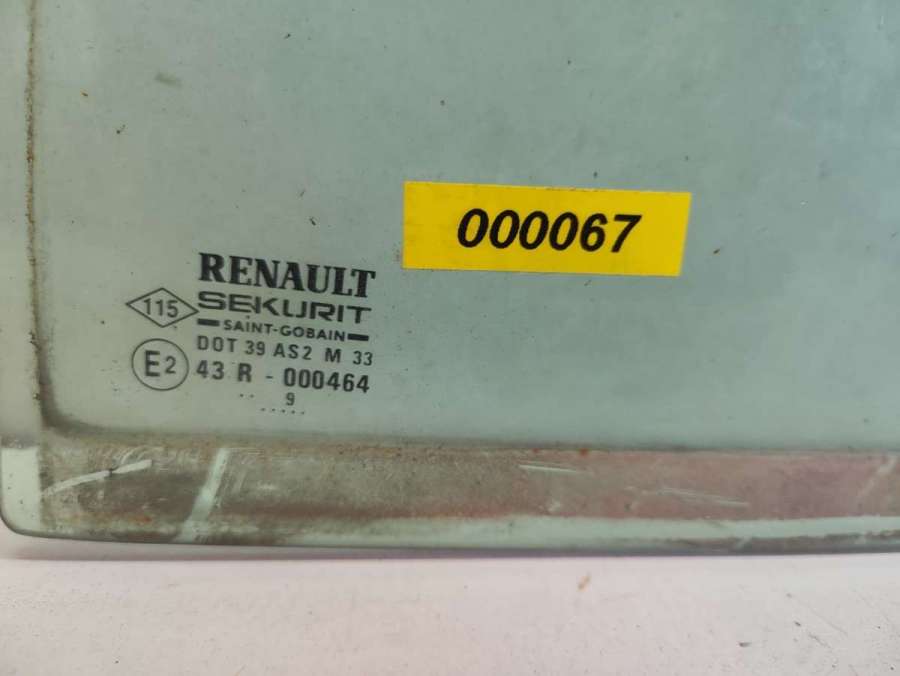 000067
RENAULT
115
SEKURIT
SAINT-GOBAIN
DOT 39 AS2 M 33
E2
43 R - 000464
.. 9
.....